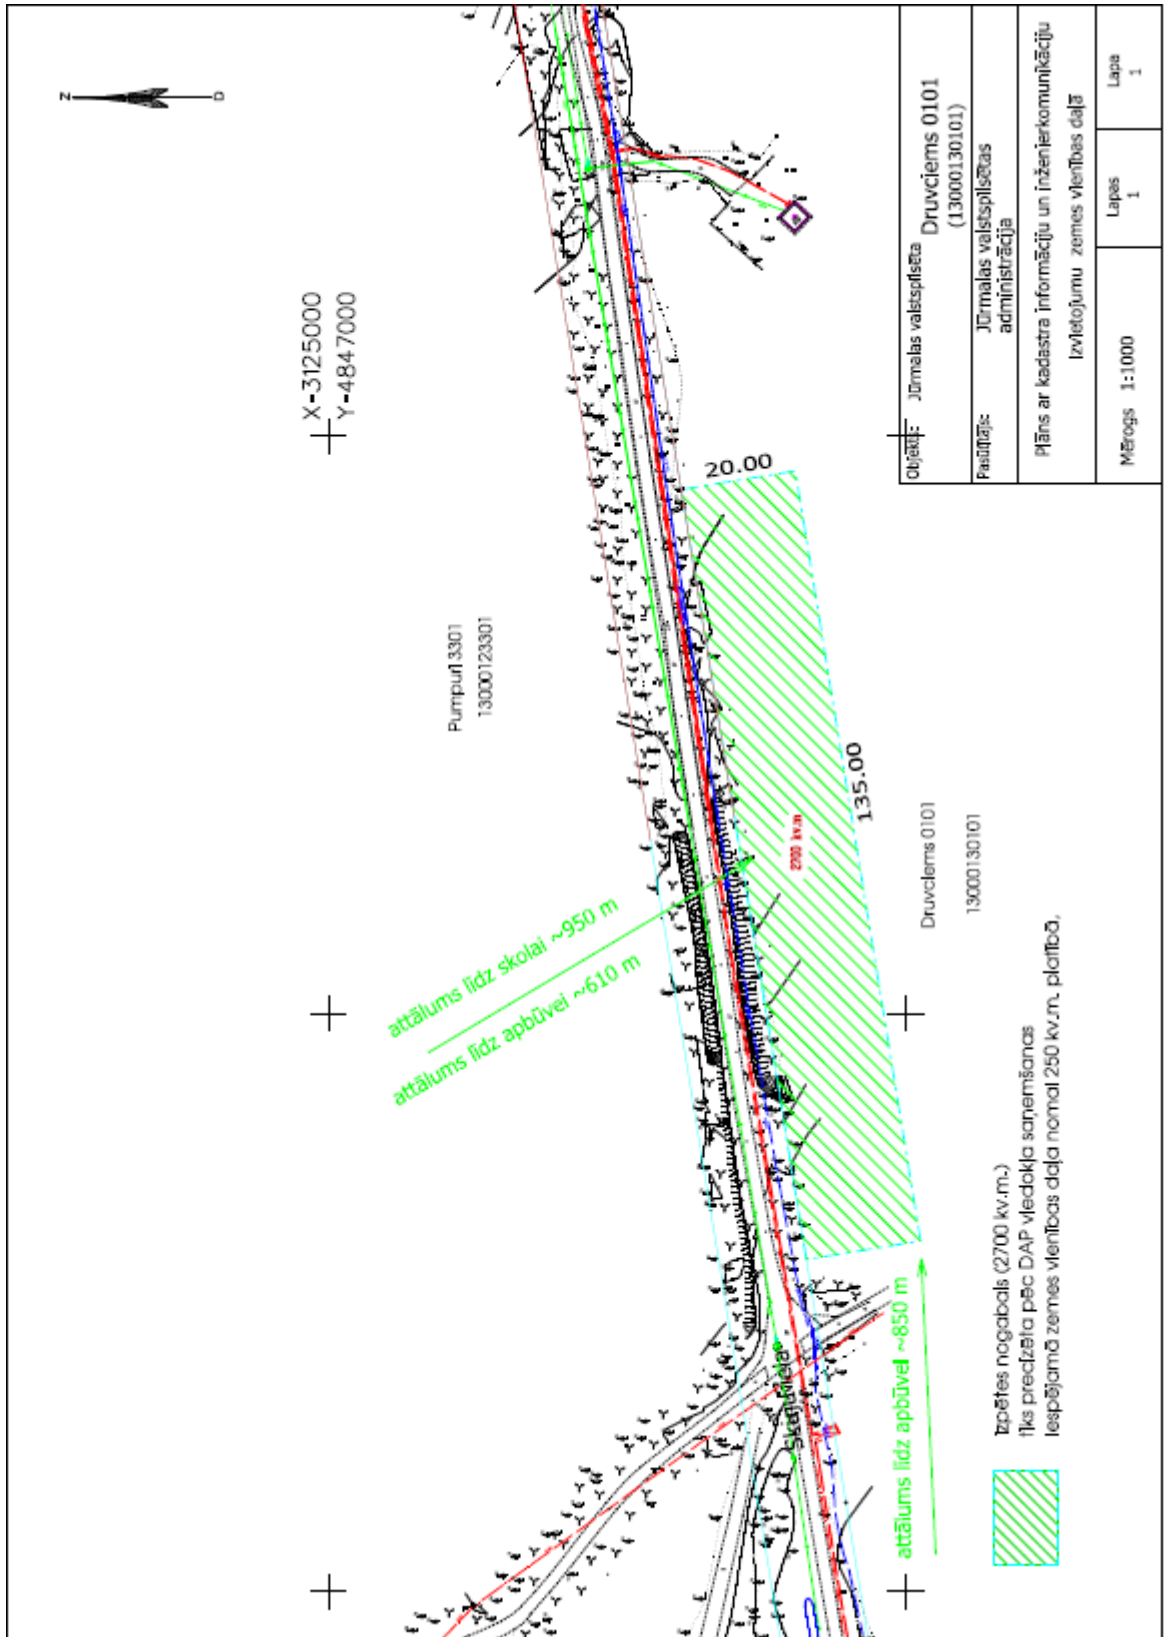 Z
D
X-3125000
Y-4847000
Pumpuri 3301
13000123301
20.00
135.00
2700 kv.m
attālums līdz skolai ~950 m
attālums līdz apbūvei ~610 m
Druvciems 0101
13000130101
attālums līdz apbūvei ~850 m
Izpētes nogabals (2700 kv.m.)
tiks precizēta pēc DAP viedokļa saņemšanas
Iespējamā zemes vienības daļa nomai 250 kv.m. platībā.
Objekts: Jūrmalas valstspilsēta
Druvciems 0101
(13000130101)
Pasūtītājs: Jūrmalas valstspilsētas
administrācija
Plāns ar kadastra informāciju un inženierkomunikāciju
izvietojumu zemes vienības daļā
Mērogs 1:1000
Lapas
1
Lapa
1